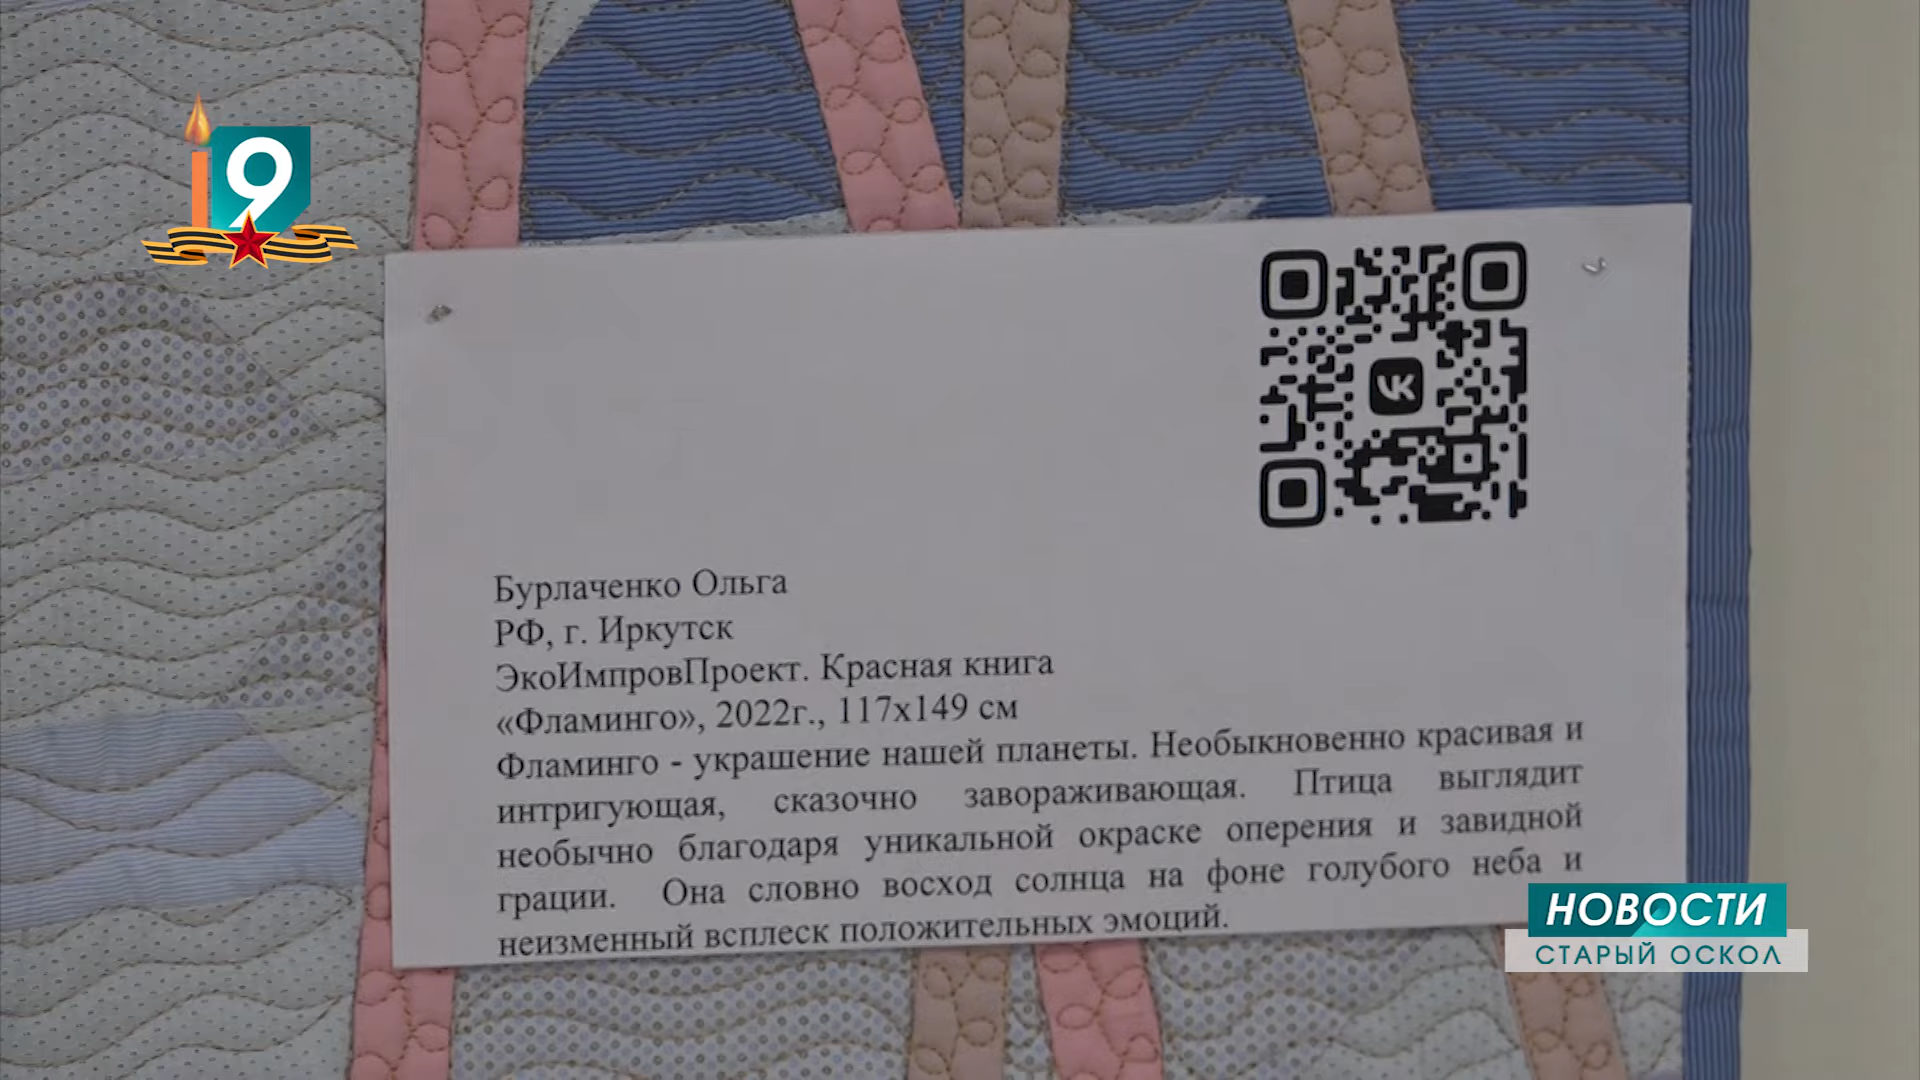 9
VK
Бурлаченко Ольга
РФ, г. Иркутск
ЭкоИмпровПроект. Красная книга
«Фламинго», 2022г., 117х149 см
Фламинго - украшение нашей планеты. Необыкновенно красивая и
интригующая, сказочно завораживающая. Птица выглядит
необычно благодаря уникальной окраске оперения и завидной
грации. Она словно восход солнца на фоне голубого неба и
неизменный всплеск положительных эмоций.
НОВОСТИ
СТАРЫЙ ОСКОЛ